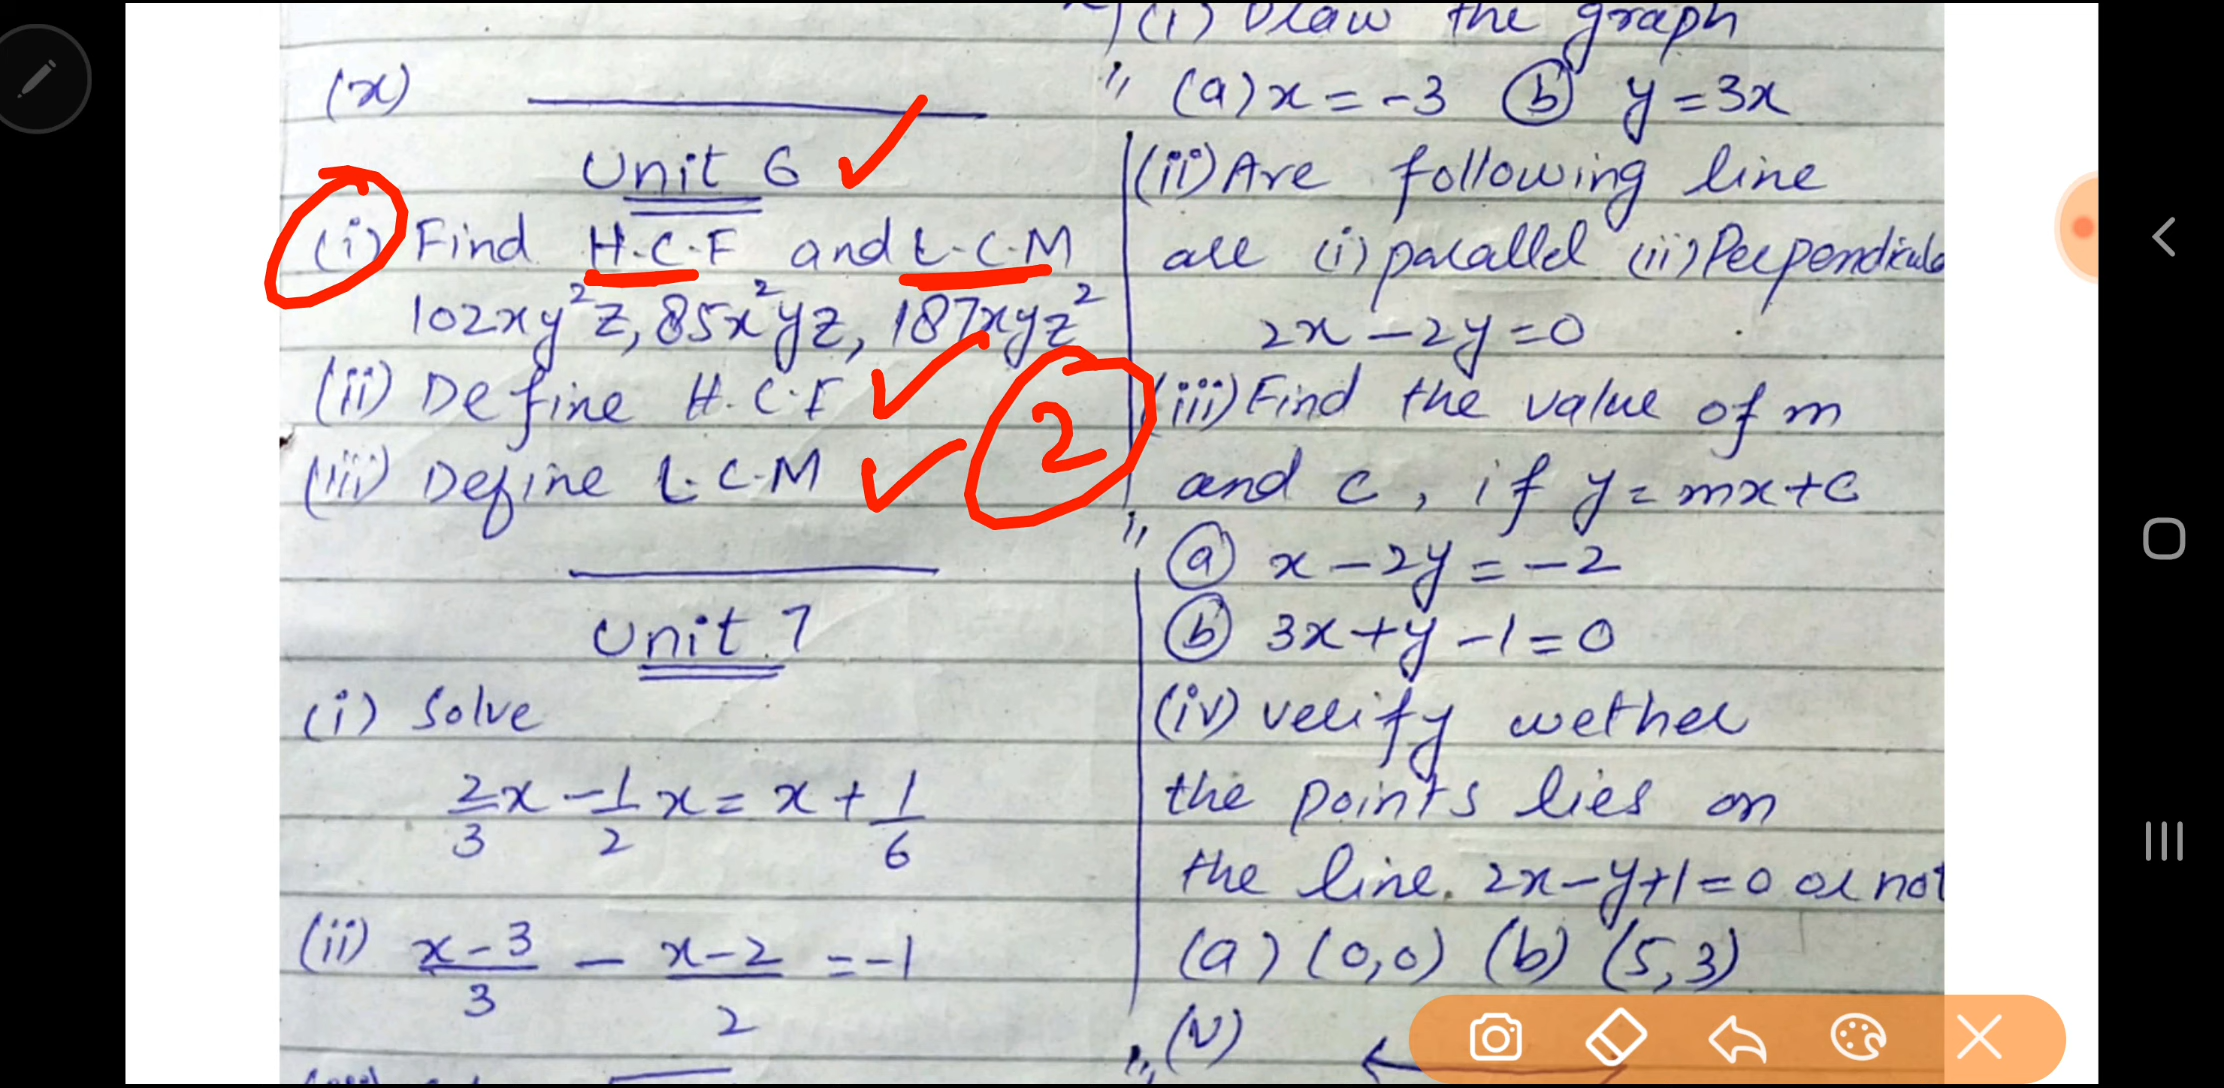 (x)
Unit 6
(i) Find H.C.F and L.C.M
102xy²z, 85x²yz, 187xyz²
(ii) Define H.C.F
(iii) Define L.C.M
2
Unit 7
(i) Solve
2/3 x - 1/2 x = x + 1/6
(ii) x-3/3 - x-2/2 = -1
(i) Draw the graph
" (a) x = -3 (b) y = 3x
(ii) Are following line
are (i) parallel (ii) Perpendicula
2x - 2y = 0
(iii) Find the value of m
and c, if y = mx + c
" (a) x - 2y = -2
(b) 3x + y - 1 = 0
(iv) verify wether
the points lies on
the line. 2x - y + 1 = 0 or not
(a) (0,0) (b) (5,3)
" (v)